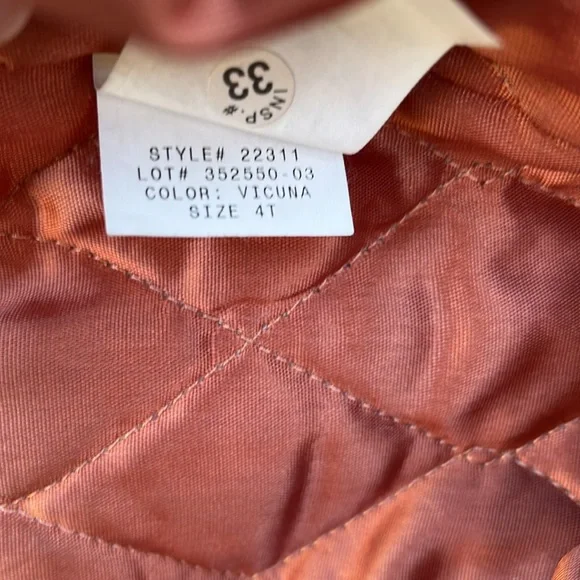 INSP.#
33
STYLE# 22311
LOT# 352550-03
COLOR: VICUNA
SIZE 4T